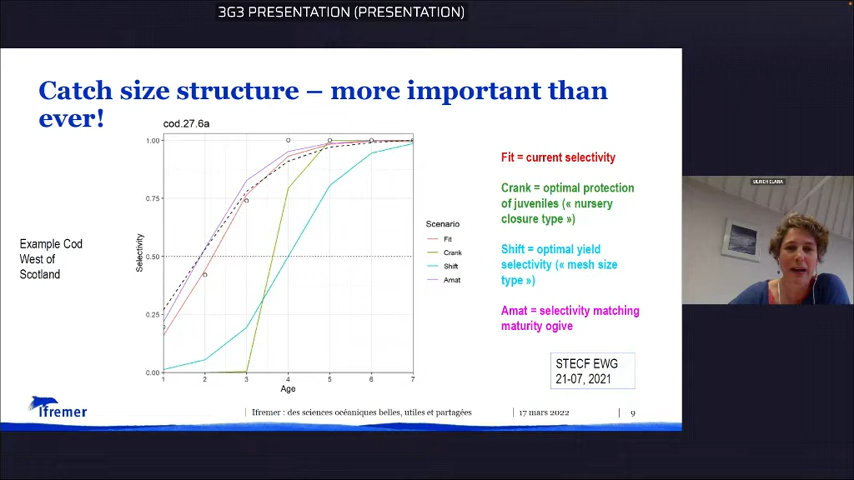 3G3 PRESENTATION (PRESENTATION)
Catch size structure – more important than
ever!
cod.27.6a
Example Cod
West of
Scotland
Selectivity
1.00
0.75
0.50
0.25
0.00
1
2
3
4
5
6
7
Age
Scenario
Fit
Crank
Shift
Amat
Fit = current selectivity
Crank = optimal protection
of juveniles (« nursery
closure type »)
Shift = optimal yield
selectivity (« mesh size
type »)
Amat = selectivity matching
maturity ogive
STECF EWG
21-07, 2021
ULRICH CLARA
ifremer
Ifremer : des sciences océaniques belles, utiles et partagées
17 mars 2022
9